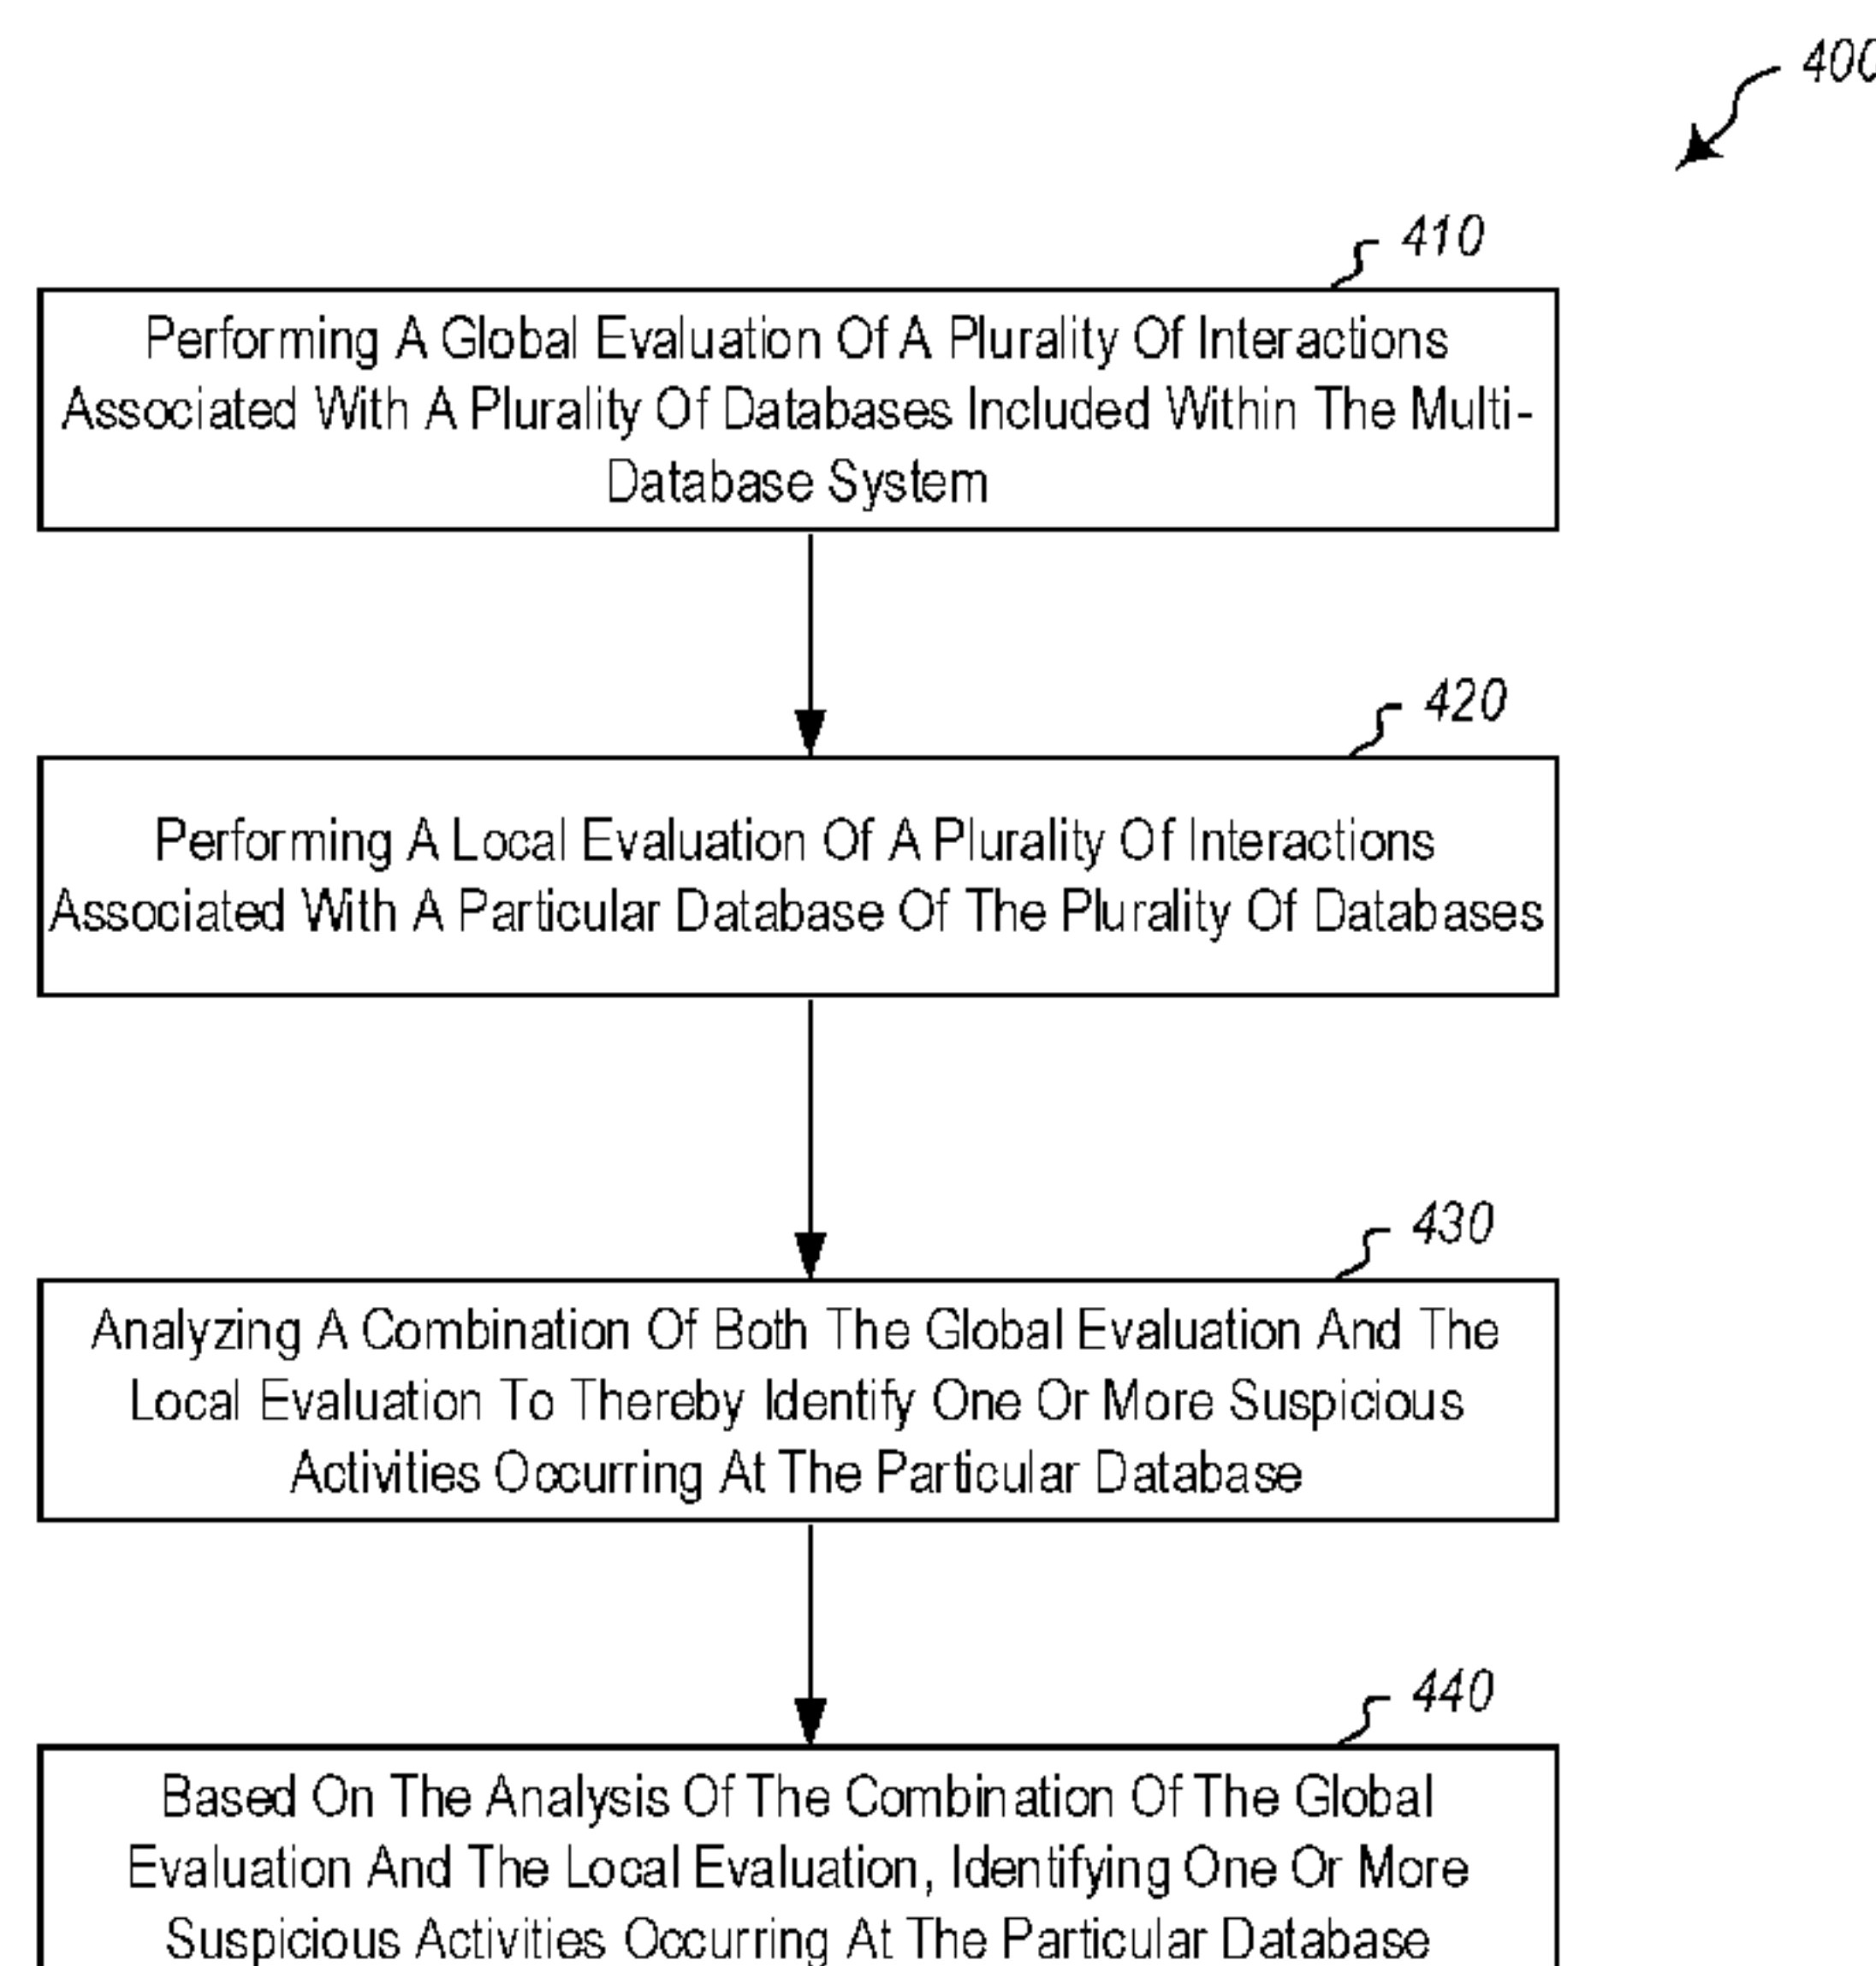 400
410
Performing A Global Evaluation Of A Plurality Of Interactions
Associated With A Plurality Of Databases Included Within The Multi-
Database System
420
Performing A Local Evaluation Of A Plurality Of Interactions
Associated With A Particular Database Of The Plurality Of Databases
430
Analyzing A Combination Of Both The Global Evaluation And The
Local Evaluation To Thereby Identify One Or More Suspicious
Activities Occurring At The Particular Database
440
Based On The Analysis Of The Combination Of The Global
Evaluation And The Local Evaluation, Identifying One Or More
Suspicious Activities Occurring At The Particular Database